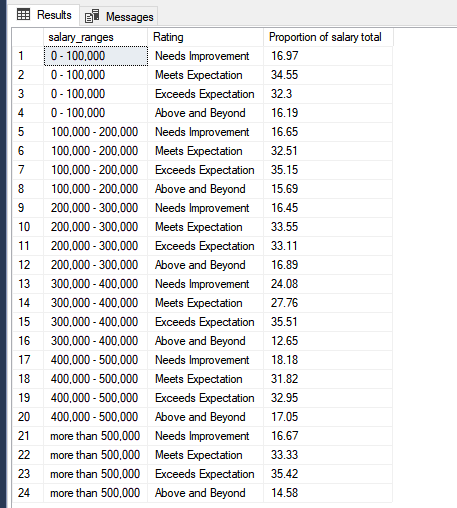 Results Messages
salary_ranges Rating Proportion of salary total
1 0 - 100,000 Needs Improvement 16.97
2 0 - 100,000 Meets Expectation 34.55
3 0 - 100,000 Exceeds Expectation 32.3
4 0 - 100,000 Above and Beyond 16.19
5 100,000 - 200,000 Needs Improvement 16.65
6 100,000 - 200,000 Meets Expectation 32.51
7 100,000 - 200,000 Exceeds Expectation 35.15
8 100,000 - 200,000 Above and Beyond 15.69
9 200,000 - 300,000 Needs Improvement 16.45
10 200,000 - 300,000 Meets Expectation 33.55
11 200,000 - 300,000 Exceeds Expectation 33.11
12 200,000 - 300,000 Above and Beyond 16.89
13 300,000 - 400,000 Needs Improvement 24.08
14 300,000 - 400,000 Meets Expectation 27.76
15 300,000 - 400,000 Exceeds Expectation 35.51
16 300,000 - 400,000 Above and Beyond 12.65
17 400,000 - 500,000 Needs Improvement 18.18
18 400,000 - 500,000 Meets Expectation 31.82
19 400,000 - 500,000 Exceeds Expectation 32.95
20 400,000 - 500,000 Above and Beyond 17.05
21 more than 500,000 Needs Improvement 16.67
22 more than 500,000 Meets Expectation 33.33
23 more than 500,000 Exceeds Expectation 35.42
24 more than 500,000 Above and Beyond 14.58